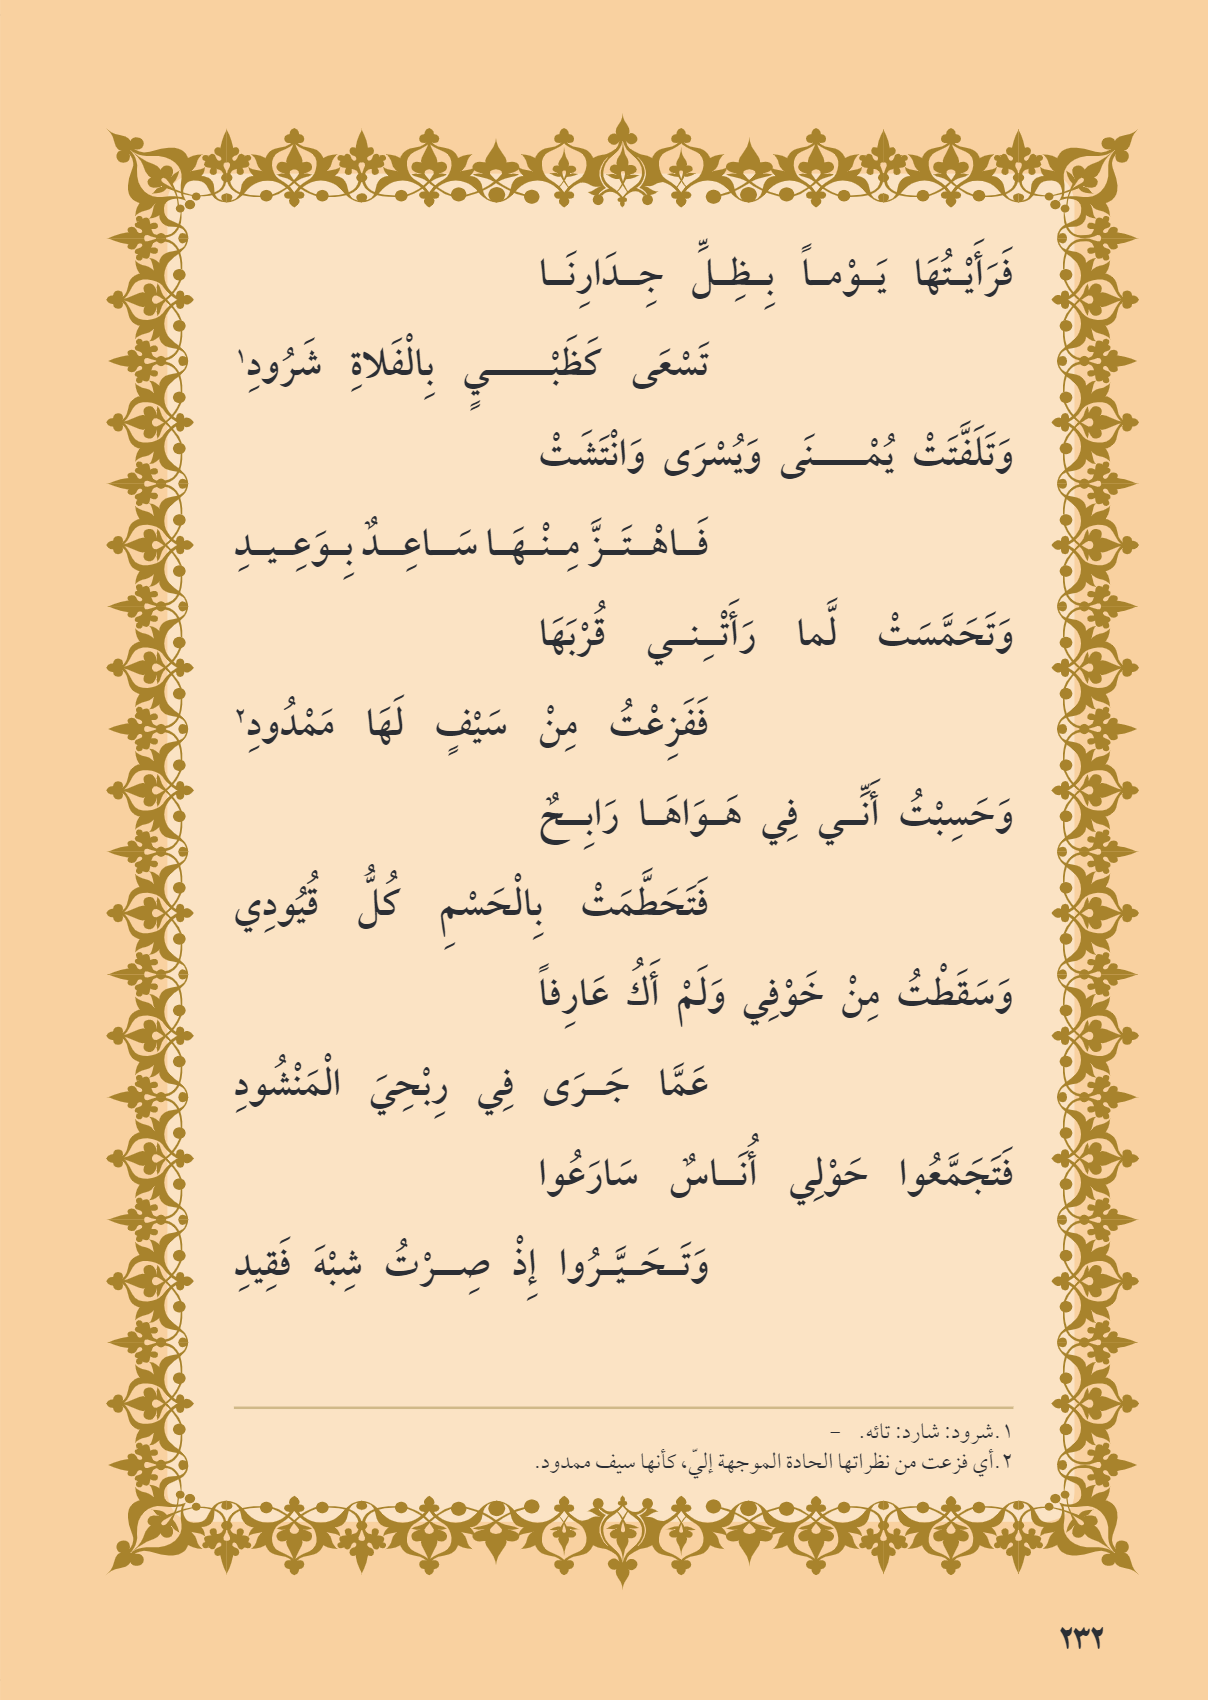 فَرَأَيْتُهَا يَوْماً بِظِلِّ جِدَارِنَا
تَسْعَى كَظَبْيٍ بِالْفَلاةِ شَرُودِ١
وَتَلَفَّتَتْ يُمْنَى وَيُسْرَى وَانْتَشَتْ
فَاهْتَزَّ مِنْهَا سَاعِدٌ بِوَعِيدِ
وَتَحَمَّسَتْ لَّما رَأَتْنِي قُرْبَهَا
فَفَزِعْتُ مِنْ سَيْفٍ لَهَا مَمْدُودِ٢
وَحَسِبْتُ أَنِّي فِي هَوَاهَا رَابِحٌ
فَتَحَطَّمَتْ بِالْحَسْمِ كُلُّ قُيُودِي
وَسَقَطْتُ مِنْ خَوْفِي وَلَمْ أَكُ عَارِفاً
عَمَّا جَرَى فِي رِبْحِيَ الْمَنْشُودِ
فَتَجَمَّعُوا حَوْلِي أُنَاسٌ سَارَعُوا
وَتَحَيَّرُوا إِذْ صِرْتُ شِبْهَ فَقِيدِ
١.شرود: شارد: تائه. –
٢.أي فزعت من نظراتها الحادة الموجهة إليّ، كأنها سيف ممدود.
٢٣٢